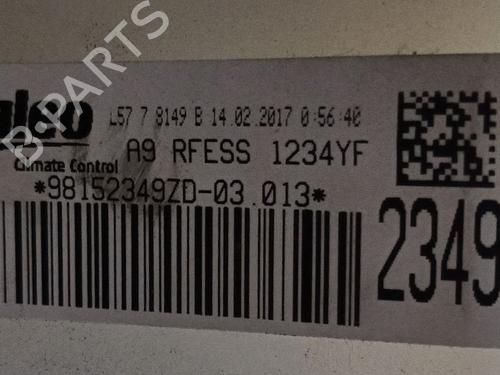 aleo
L57 7 8149 B 14.02.2017 0:56:40
A9 RFESS 1234YF
Climate Control
*98152349ZD-03.013*
2349
B-PARTS